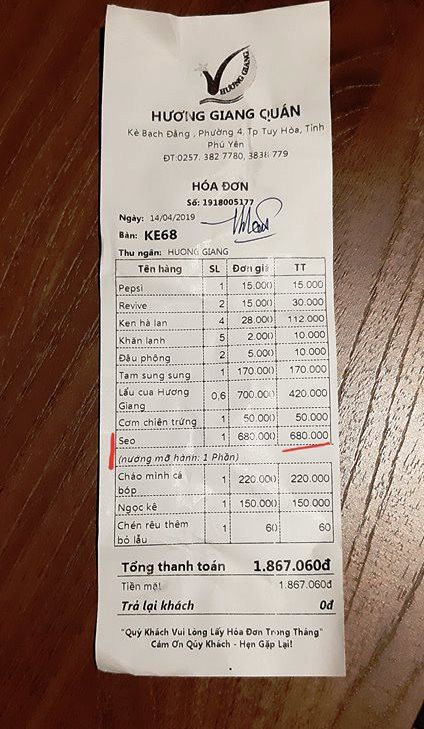 HƯƠNG GIANG
HƯƠNG GIANG QUÁN
Kè Bạch Đằng , Phường 4, Tp Tuy Hòa, Tỉnh
Phú Yên
ĐT:0257. 382 7780, 3838 779
HÓA ĐƠN
Số: 1918005177
Ngày: 14/04/2019
Bàn: KE68
Thu ngân: HUONG GIANG
Tên hàng SL Đơn giá TT
Pepsi 1 15.000 15.000
Revive 2 15.000 30.000
Ken hà lan 4 28.000 112.000
Khăn lạnh 5 2.000 10.000
Đậu phộng 2 5.000 10.000
Tam sung sung 1 170.000 170.000
Lẩu cua Hương 0,6 700.000 420.000
Giang
Cơm chiên trứng 1 50.000 50.000
Seo 1 680.000 680.000
(nướng mỡ hành: 1 Phần)
Cháo mình cá 1 220.000 220.000
bóp
Ngọc kê 1 150.000 150.000
Chén rêu thêm 1 60 60
bỏ lẩu
Tổng thanh toán 1.867.060đ
Tiền mặt 1.867.060đ
Trả lại khách 0đ
"Quý Khách Vui Lòng Lấy Hóa Đơn Trong Tháng"
Cảm Ơn Qúy Khách - Hẹn Gặp Lại!